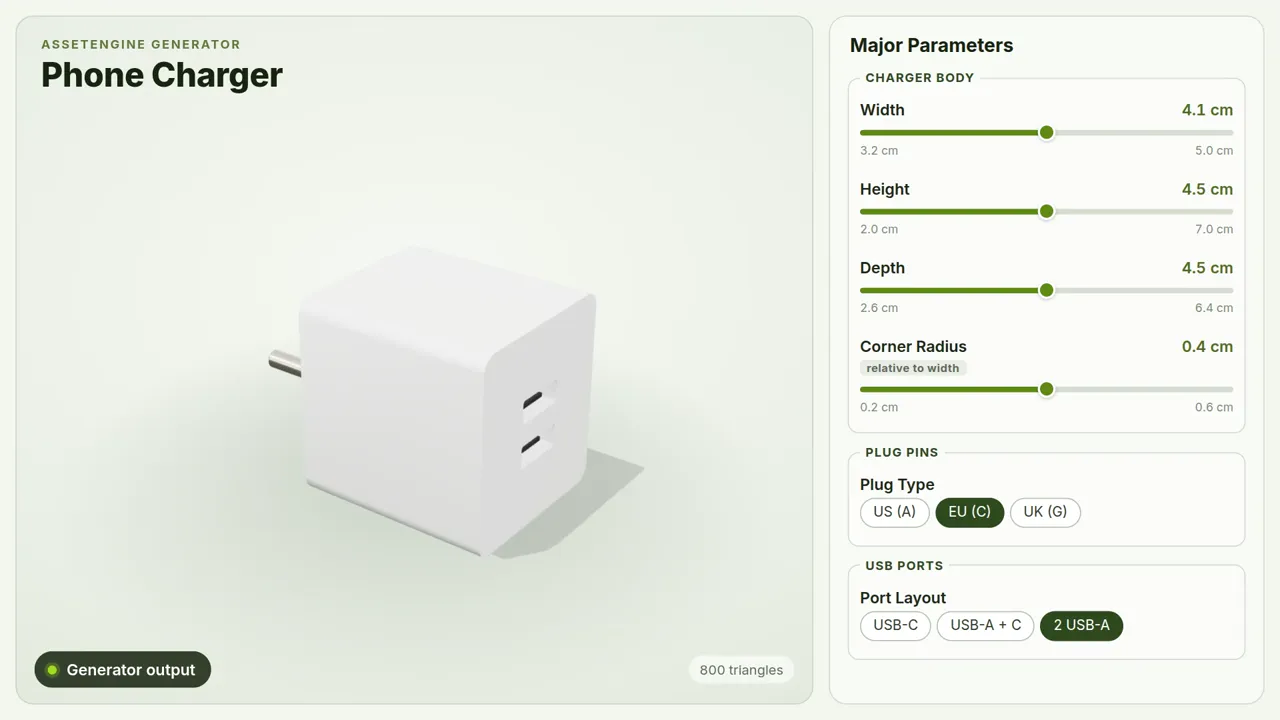 ASSETENGINE GENERATOR
Phone Charger
Generator output
800 triangles
Major Parameters
CHARGER BODY
Width 4.1 cm
3.2 cm 5.0 cm
Height 4.5 cm
2.0 cm 7.0 cm
Depth 4.5 cm
2.6 cm 6.4 cm
Corner Radius 0.4 cm
relative to width
0.2 cm 0.6 cm
PLUG PINS
Plug Type
US (A) EU (C) UK (G)
USB PORTS
Port Layout
USB-C USB-A + C 2 USB-A